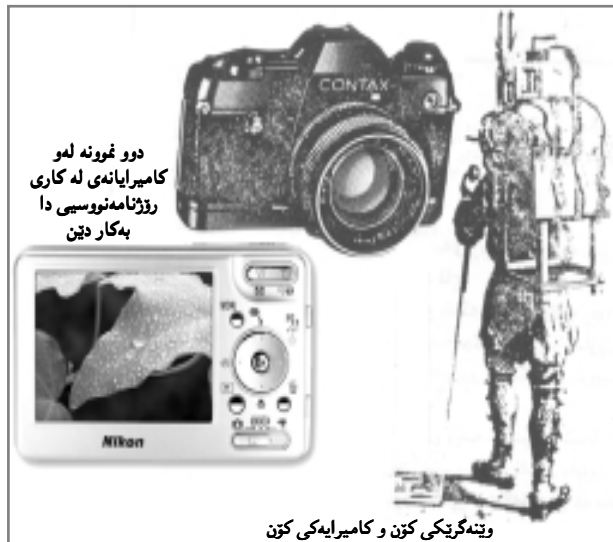 CONTAX
دوو نموونە لەو
کامیرایانەی لە کاری
رۆژنامەنووسیی دا
بەکار دێن
Nikon
وێنەگرێکی کۆن و کامیرایەکی کۆن